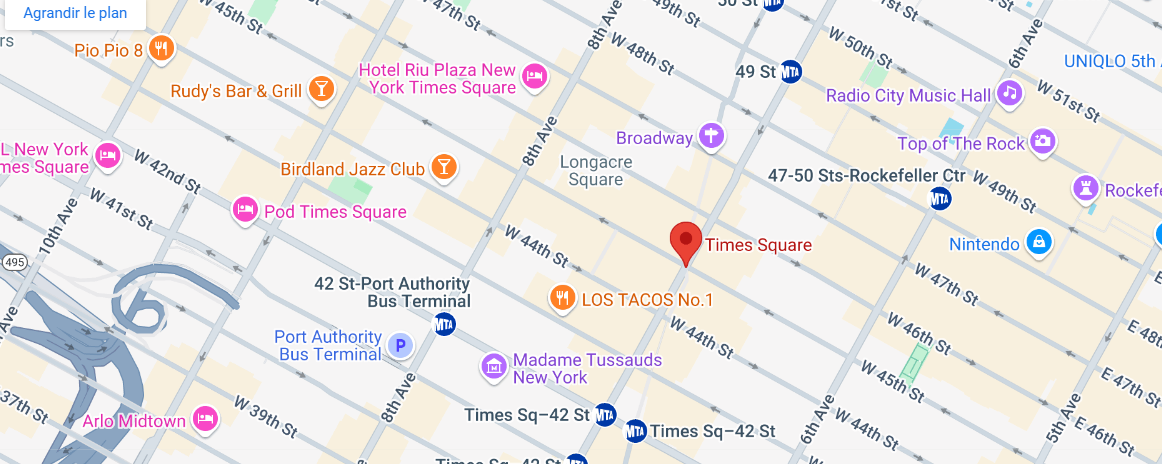 Agrandir le plan
W 45th St
W 47th St
8th Ave
50 St
6th Ave
Pio Pio 8
W 48th St
W 50th St
UNIQLO 5th
Hotel Riu Plaza New
York Times Square
49 St
W 51st St
Rudy's Bar & Grill
Radio City Music Hall
8th Ave
Broadway
Top of The Rock
L New York
mes Square
W 42nd St
Birdland Jazz Club
Longacre
Square
47-50 Sts-Rockefeller Ctr
W 49th St
Rockefe
W 41st St
Pod Times Square
10th Ave
W 44th St
Times Square
Nintendo
495
42 St-Port Authority
Bus Terminal
LOS TACOS No.1
W 47th St
W 46th St
E 48t
Port Authority
Bus Terminal
W 44th St
Madame Tussauds
New York
W 45th St
E 47th St
37th St
8th Ave
Arlo Midtown
W 39th St
Times Sq–42 St
Times Sq–42 St
6th Ave
W 44th St
5th Ave
E 46th St
Times Sq–42 St